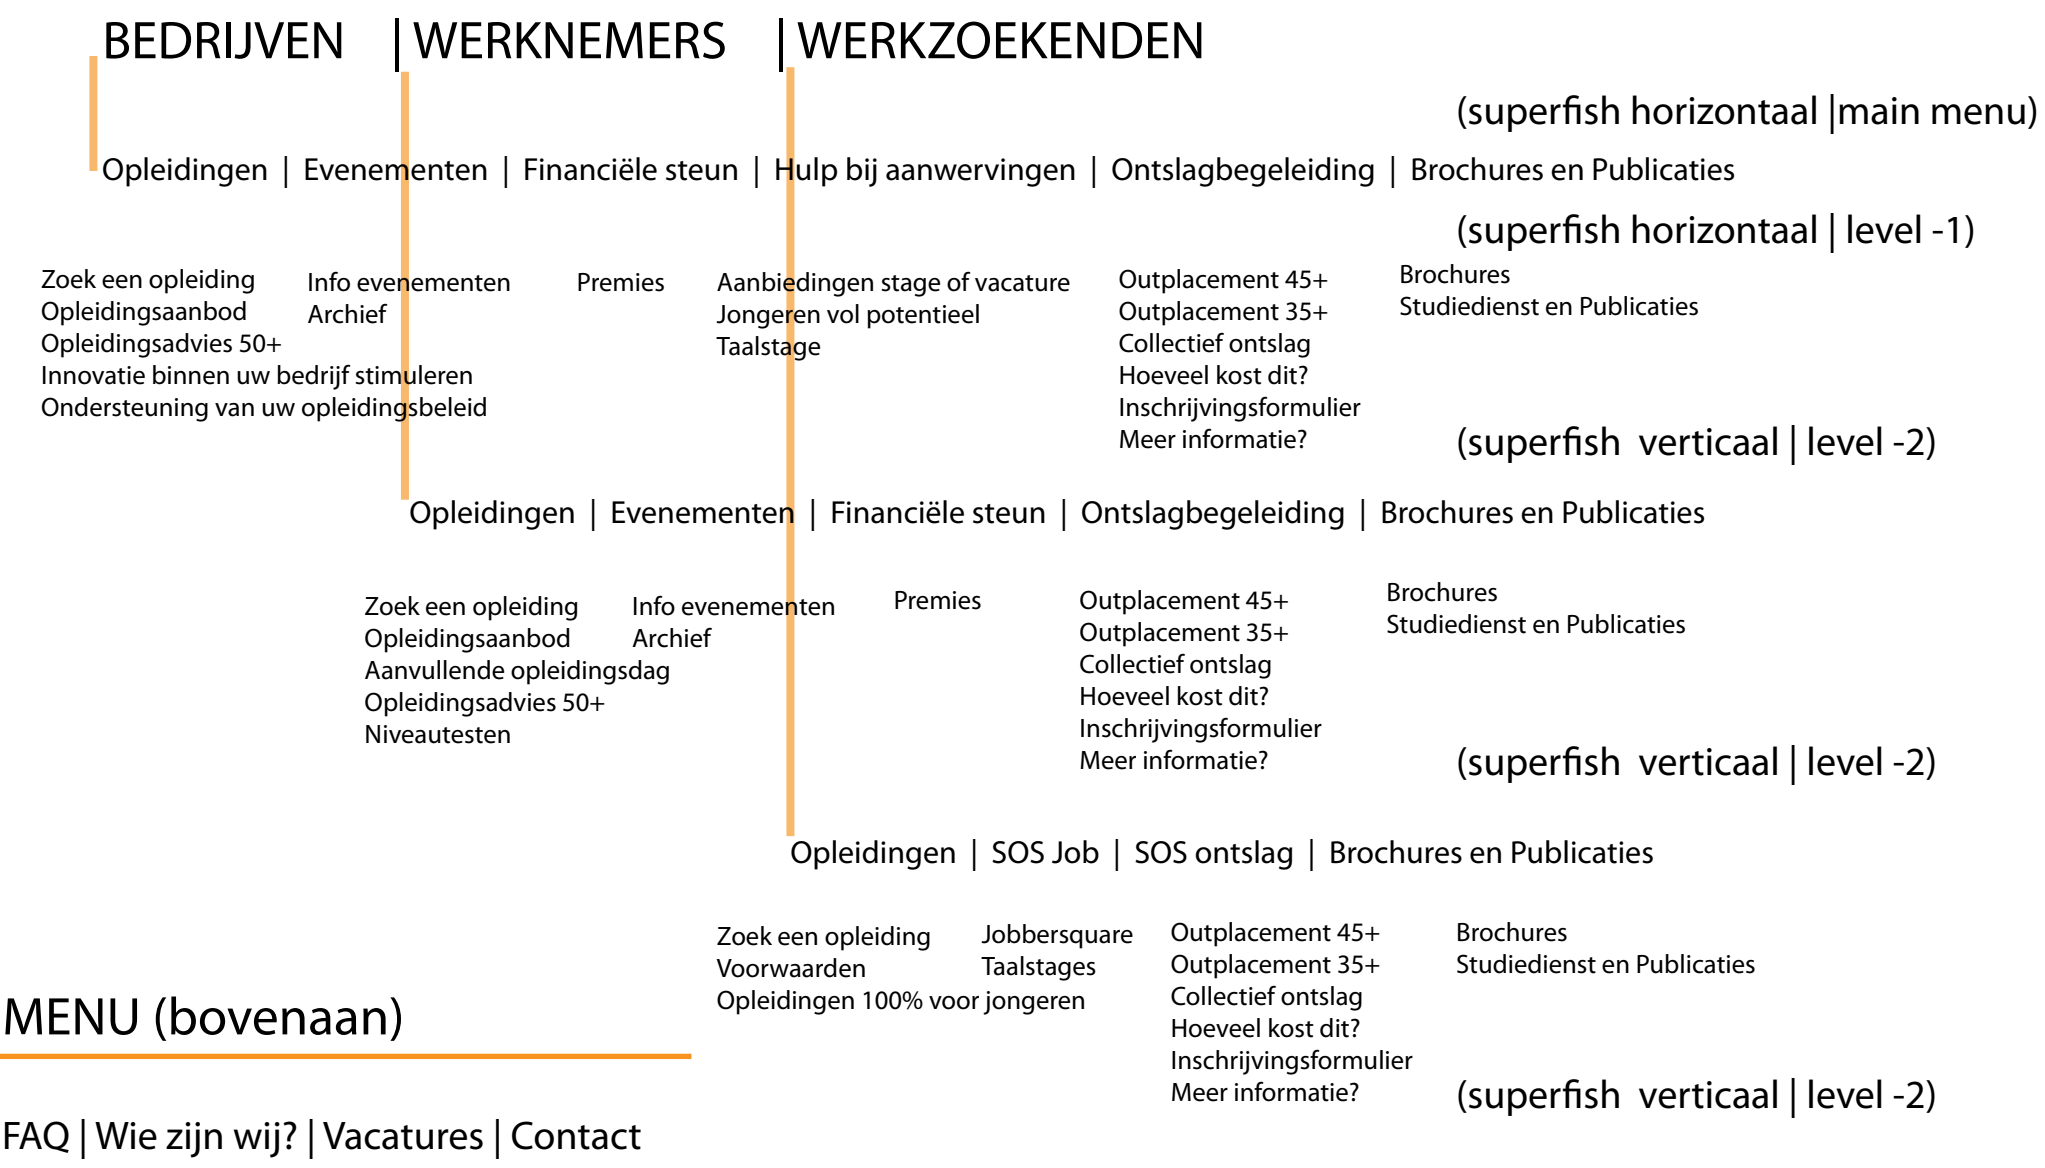 BEDRIJVEN | WERKNEMERS | WERKZOEKENDEN
(superfish horizontaal |main menu)
Opleidingen | Evenementen | Financiële steun | Hulp bij aanwervingen | Ontslagbegeleiding | Brochures en Publicaties
(superfish horizontaal | level -1)
Zoek een opleiding
Opleidingsaanbod
Opleidingsadvies 50+
Innovatie binnen uw bedrijf stimuleren
Ondersteuning van uw opleidingsbeleid
Info evenementen
Archief
Premies
Aanbiedingen stage of vacature
Jongeren vol potentieel
Taalstage
Outplacement 45+
Outplacement 35+
Collectief ontslag
Hoeveel kost dit?
Inschrijvingsformulier
Meer informatie?
Brochures
Studiedienst en Publicaties
(superfish verticaal | level -2)
Opleidingen | Evenementen | Financiële steun | Ontslagbegeleiding | Brochures en Publicaties
Zoek een opleiding
Opleidingsaanbod
Aanvullende opleidingsdag
Opleidingsadvies 50+
Niveautesten
Info evenementen
Archief
Premies
Outplacement 45+
Outplacement 35+
Collectief ontslag
Hoeveel kost dit?
Inschrijvingsformulier
Meer informatie?
Brochures
Studiedienst en Publicaties
(superfish verticaal | level -2)
Opleidingen | SOS Job | SOS ontslag | Brochures en Publicaties
Zoek een opleiding
Voorwaarden
Opleidingen 100% voor jongeren
Jobbersquare
Taalstages
Outplacement 45+
Outplacement 35+
Collectief ontslag
Hoeveel kost dit?
Inschrijvingsformulier
Meer informatie?
Brochures
Studiedienst en Publicaties
(superfish verticaal | level -2)
MENU (bovenaan)
FAQ | Wie zijn wij? | Vacatures | Contact